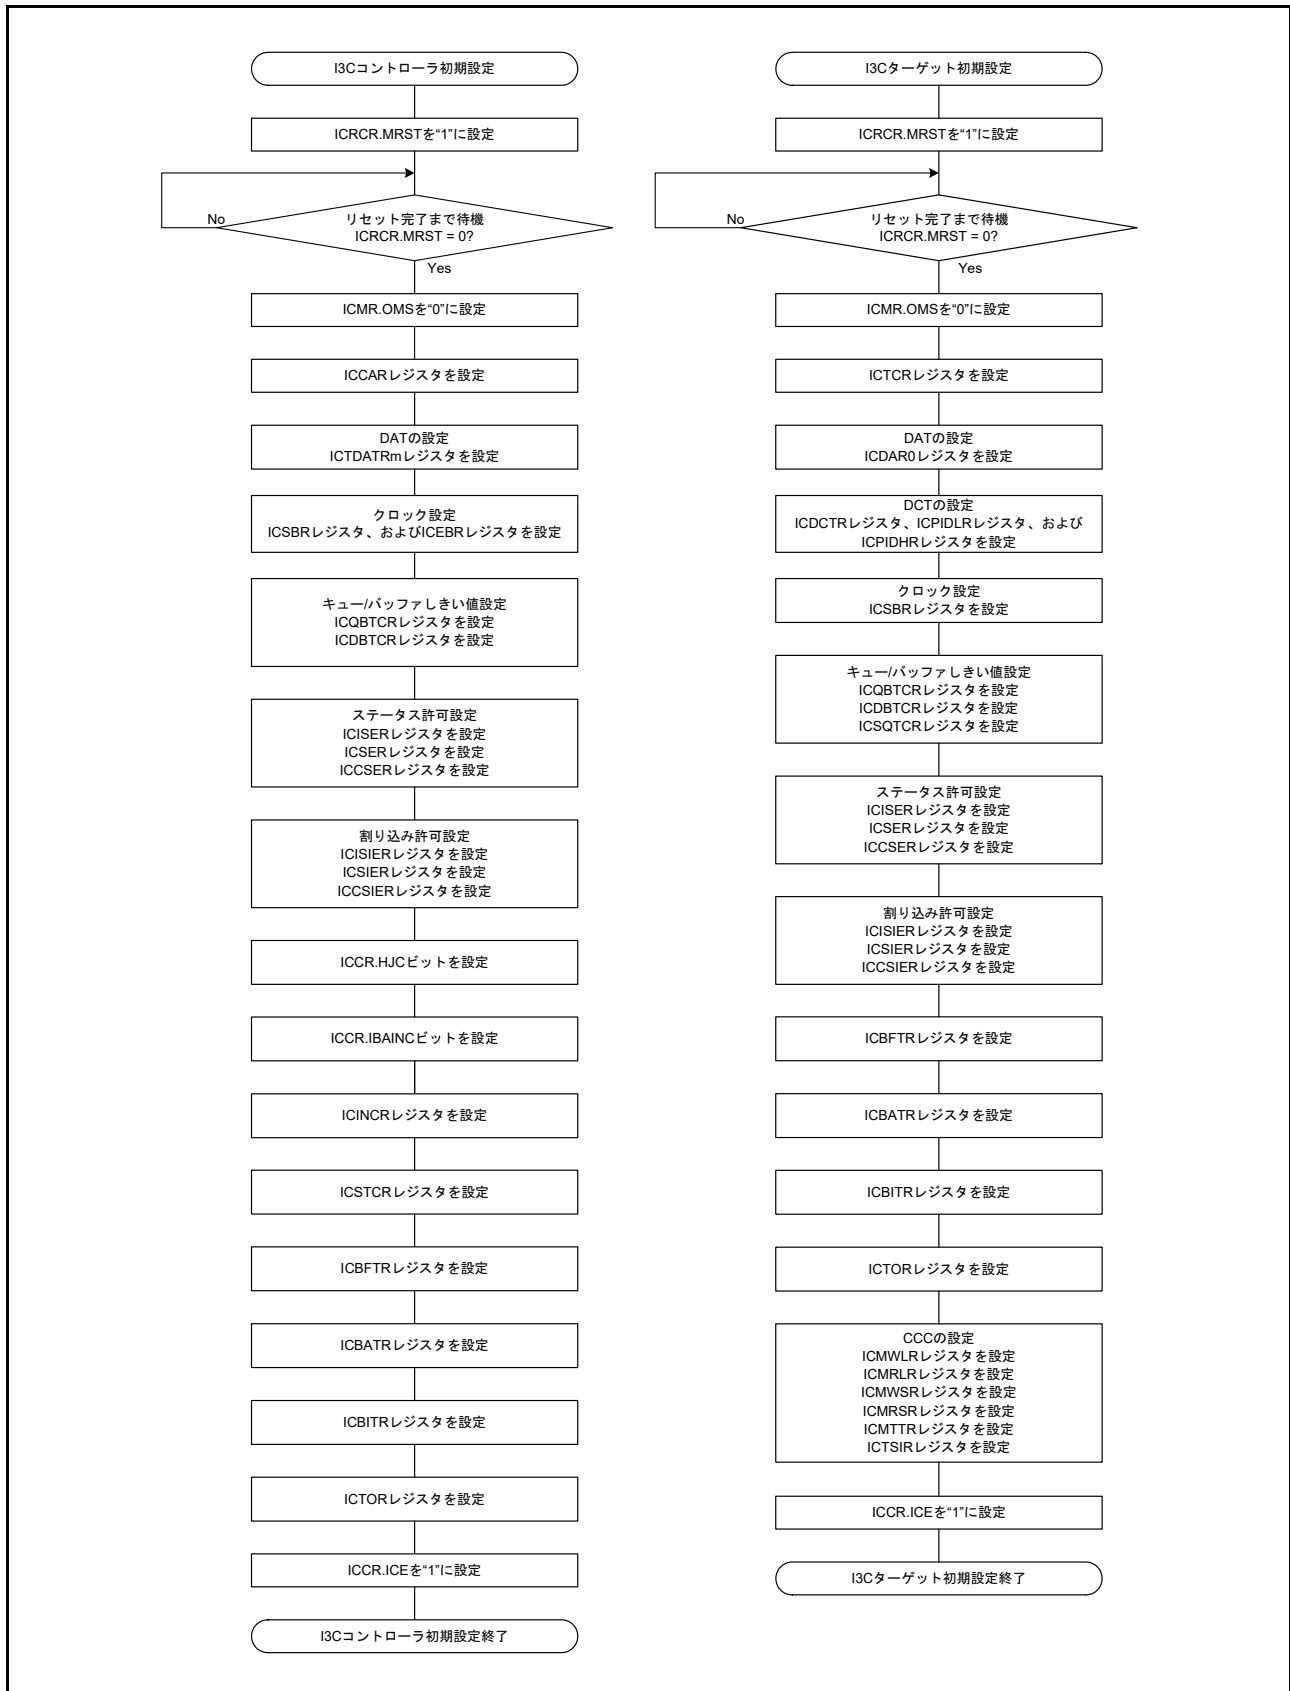 I3Cコントローラ初期設定
ICRCR.MRSTを“1”に設定
リセット完了まで待機
ICRCR.MRST = 0?
No
Yes
ICMR.OMSを“0”に設定
ICCARレジスタを設定
DATの設定
ICTDATRmレジスタを設定
クロック設定
ICSBRレジスタ、およびICEBRレジスタを設定
キュー/バッファしきい値設定
ICQBTCRレジスタを設定
ICDBTCRレジスタを設定
ステータス許可設定
ICISERレジスタを設定
ICSERレジスタを設定
ICCSERレジスタを設定
割り込み許可設定
ICISIERレジスタを設定
ICSIERレジスタを設定
ICCSIERレジスタを設定
ICCR.HJCビットを設定
ICCR.IBAINCビットを設定
ICINCRレジスタを設定
ICSTCRレジスタを設定
ICBFTRレジスタを設定
ICBATRレジスタを設定
ICBITRレジスタを設定
ICTORレジスタを設定
ICCR.ICEを“1”に設定
I3Cコントローラ初期設定終了
I3Cターゲット初期設定
ICRCR.MRSTを“1”に設定
リセット完了まで待機
ICRCR.MRST = 0?
No
Yes
ICMR.OMSを“0”に設定
ICTCRレジスタを設定
DATの設定
ICDAR0レジスタを設定
DCTの設定
ICDCTRレジスタ、ICPIDLRレジスタ、および
ICPIDHRレジスタを設定
クロック設定
ICSBRレジスタを設定
キュー/バッファしきい値設定
ICQBTCRレジスタを設定
ICDBTCRレジスタを設定
ICSQTCRレジスタを設定
ステータス許可設定
ICISERレジスタを設定
ICSERレジスタを設定
ICCSERレジスタを設定
割り込み許可設定
ICISIERレジスタを設定
ICSIERレジスタを設定
ICCSIERレジスタを設定
ICBFTRレジスタを設定
ICBATRレジスタを設定
ICBITRレジスタを設定
ICTORレジスタを設定
CCCの設定
ICMWLRレジスタを設定
ICMRLRレジスタを設定
ICMWSRレジスタを設定
ICMRSRレジスタを設定
ICMTTRレジスタを設定
ICTSIRレジスタを設定
ICCR.ICEを“1”に設定
I3Cターゲット初期設定終了